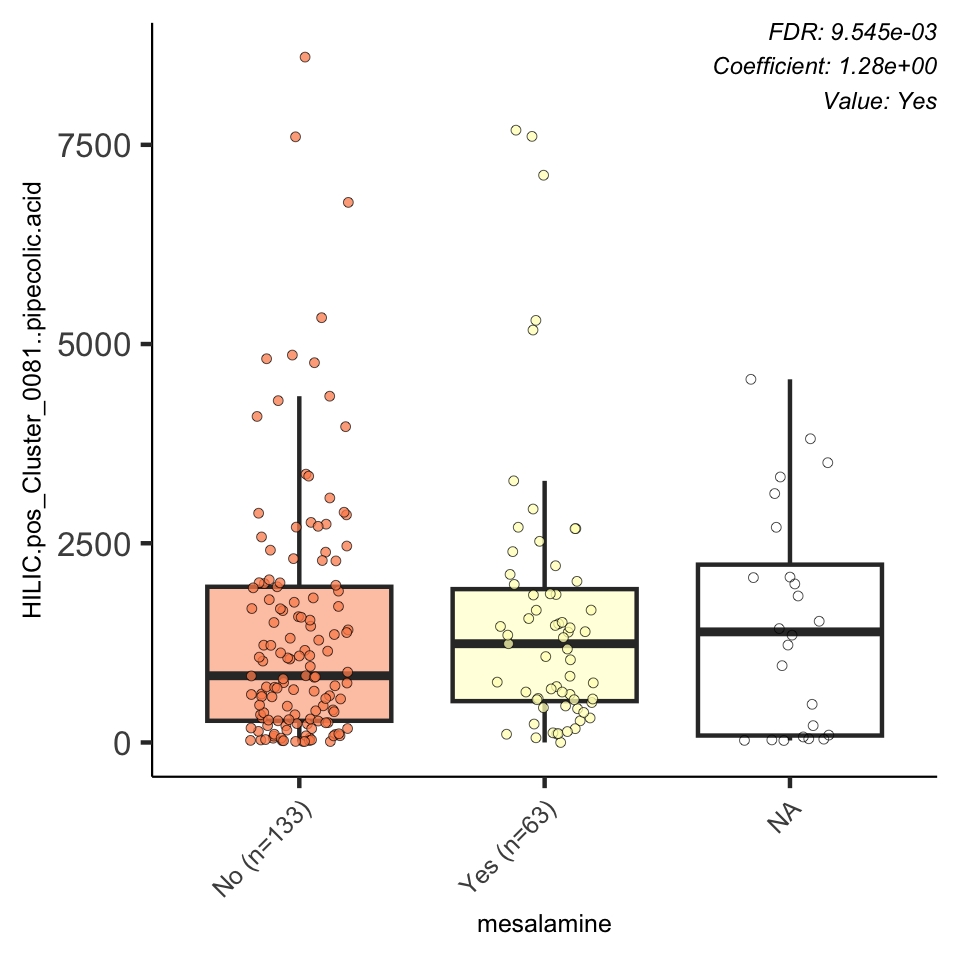 FDR: 9.545e-03
Coefficient: 1.28e+00
Value: Yes
HILIC.pos_Cluster_0081..pipecolic.acid
7500
5000
2500
0
No (n=133)
Yes (n=63)
NA
mesalamine